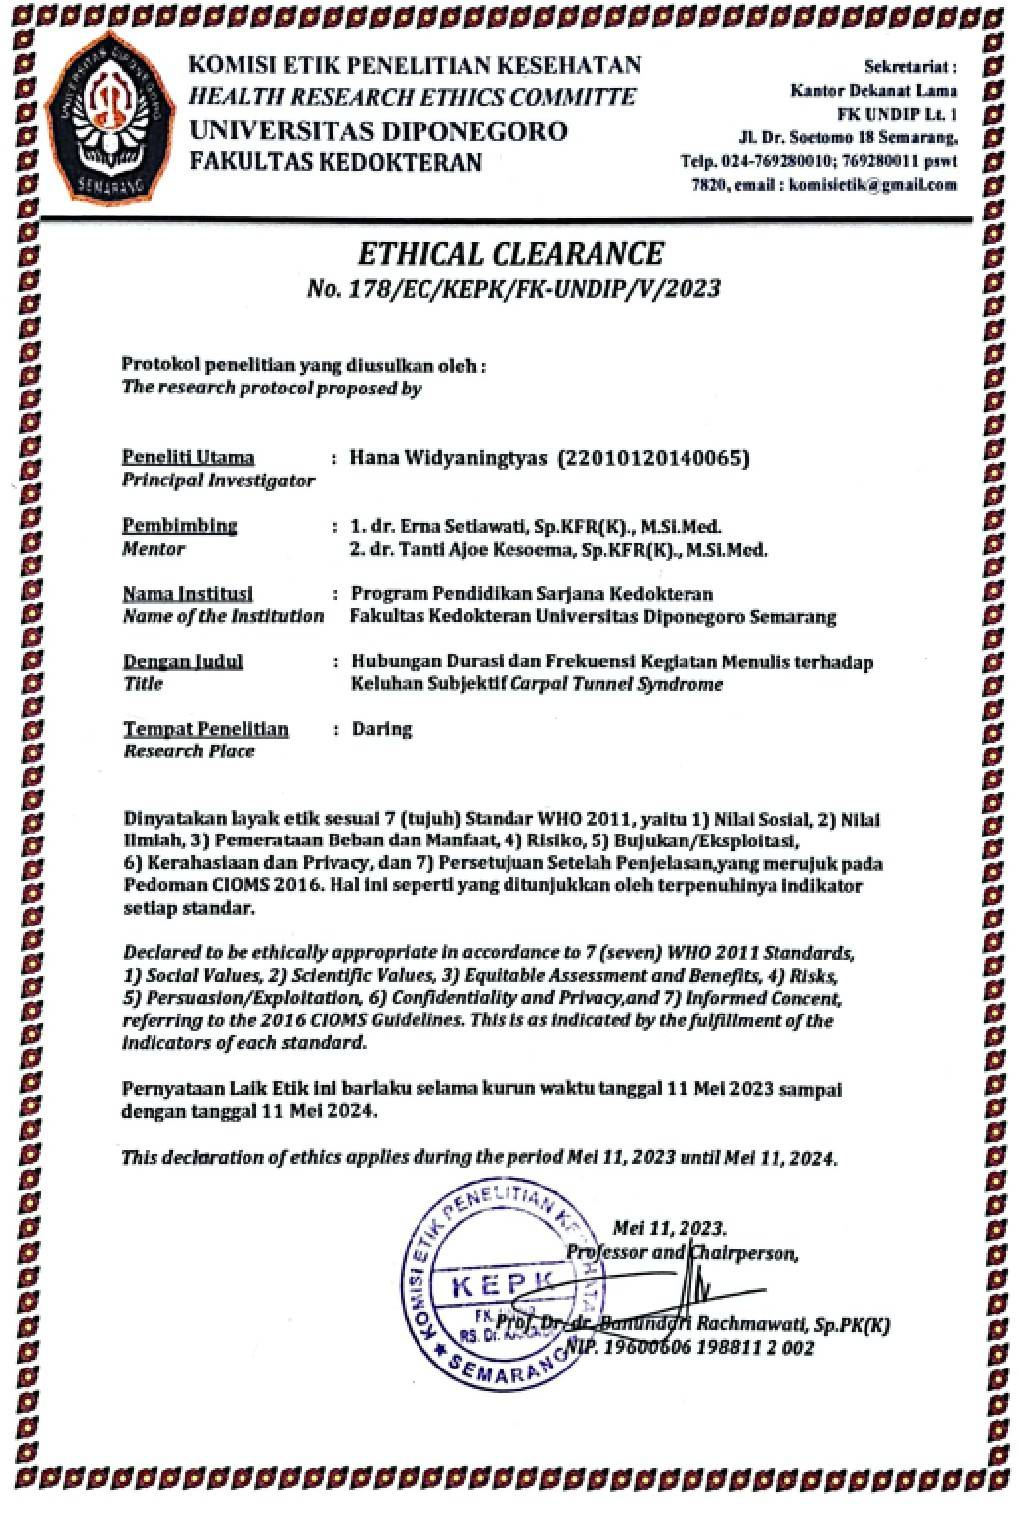 KOMISI ETIK PENELITIAN KESEHATAN
HEALTH RESEARCH ETHICS COMMITTE
UNIVERSITAS DIPONEGORO
FAKULTAS KEDOKTERAN
Sekretariat :
Kantor Dekanat Lama
FK UNDIP Lt. 1
Jl. Dr. Soetomo 18 Semarang,
Telp. 024-769280010; 769280011 pswt
7820, email : komisietik@gmail.com
UNIVERSITAS DIPONEGORO
SEMARANG
ETHICAL CLEARANCE
No. 178/EC/KEPK/FK-UNDIP/V/2023
Protokol penelitian yang diusulkan oleh :
The research protocol proposed by
Peneliti Utama : Hana Widyaningtyas (22010120140065)
Principal Investigator
Pembimbing : 1. dr. Erna Setiawati, Sp.KFR(K)., M.Si.Med.
Mentor 2. dr. Tanti Ajoe Kesoema, Sp.KFR(K)., M.Si.Med.
Nama Institusi : Program Pendidikan Sarjana Kedokteran
Name of the Institution Fakultas Kedokteran Universitas Diponegoro Semarang
Dengan Judul : Hubungan Durasi dan Frekuensi Kegiatan Menulis terhadap
Title Keluhan Subjektif Carpal Tunnel Syndrome
Tempat Penelitian : Daring
Research Place
Dinyatakan layak etik sesuai 7 (tujuh) Standar WHO 2011, yaitu 1) Nilai Sosial, 2) Nilai
Ilmiah, 3) Pemerataan Beban dan Manfaat, 4) Risiko, 5) Bujukan/Eksploitasi,
6) Kerahasiaan dan Privacy, dan 7) Persetujuan Setelah Penjelasan,yang merujuk pada
Pedoman CIOMS 2016. Hal ini seperti yang ditunjukkan oleh terpenuhinya indikator
setiap standar.
Declared to be ethically appropriate in accordance to 7 (seven) WHO 2011 Standards,
1) Social Values, 2) Scientific Values, 3) Equitable Assessment and Benefits, 4) Risks,
5) Persuasion/Exploitation, 6) Confidentiality and Privacy,and 7) Informed Concent,
referring to the 2016 CIOMS Guidelines. This is as indicated by the fulfillment of the
indicators of each standard.
Pernyataan Laik Etik ini barlaku selama kurun waktu tanggal 11 Mei 2023 sampai
dengan tanggal 11 Mei 2024.
This declaration of ethics applies during the period Mei 11, 2023 until Mei 11, 2024.
Mei 11, 2023.
Professor and Chairperson,
Prof. Dr. dr. Banundari Rachmawati, Sp.PK(K)
NIP. 19600606 198811 2 002
KOMISI ETIK PENELITIAN
KEPK
FK
RS. Dr.
SEMARANG